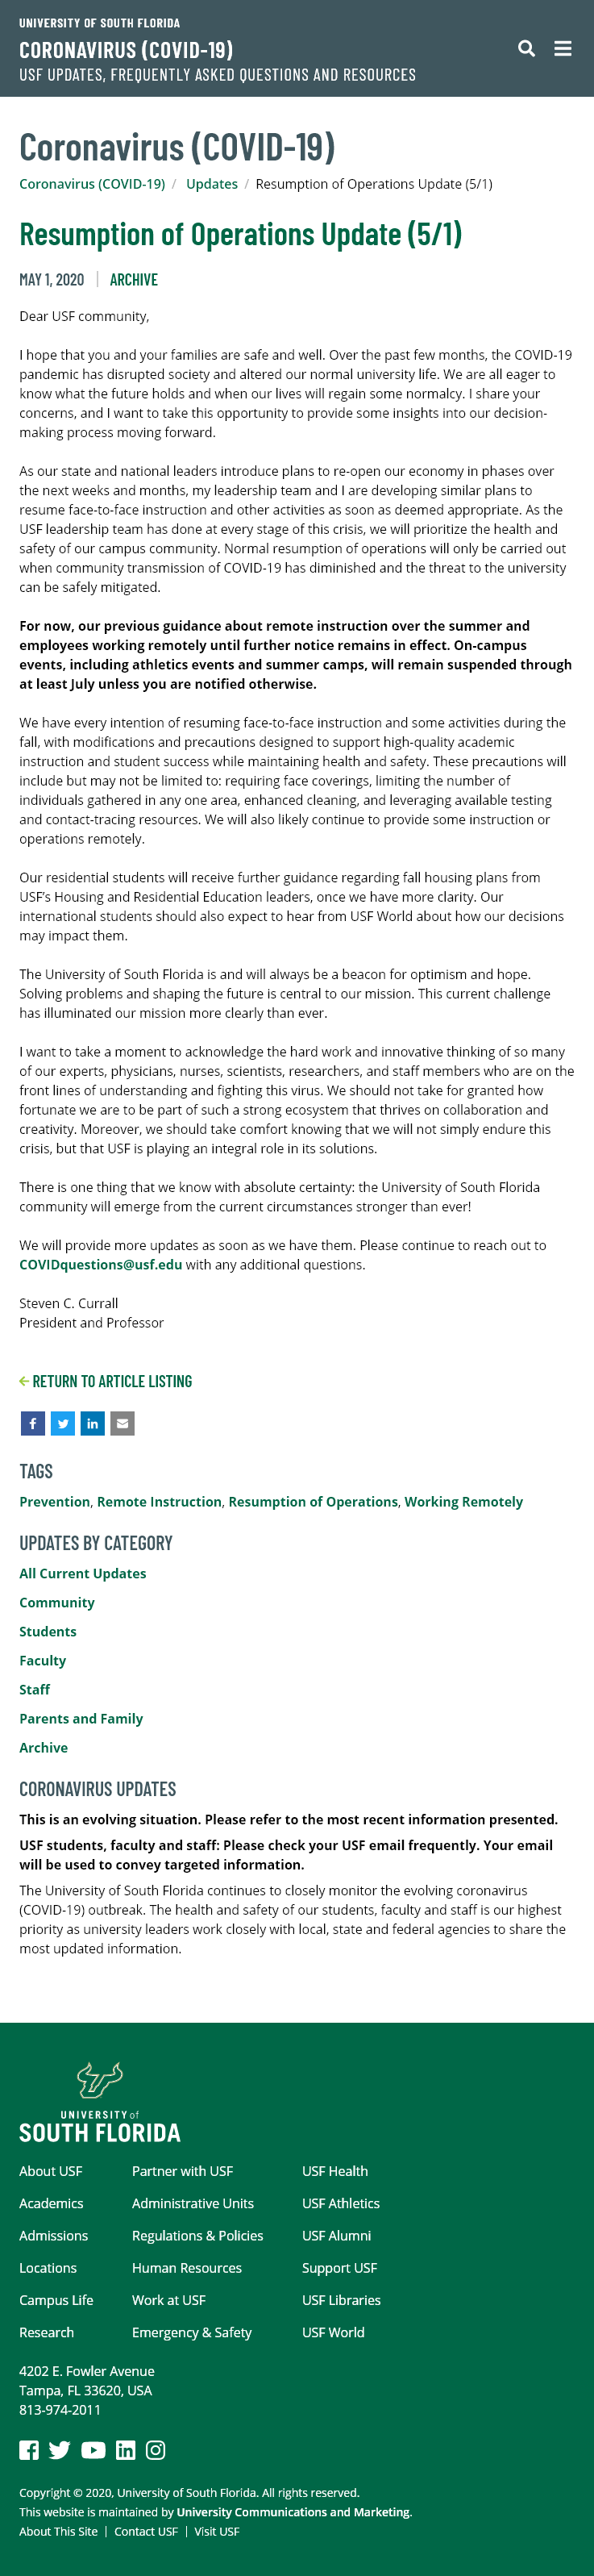 UNIVERSITY OF SOUTH FLORIDA
CORONAVIRUS (COVID-19)
USF UPDATES, FREQUENTLY ASKED QUESTIONS AND RESOURCES
Coronavirus (COVID-19)
Coronavirus (COVID-19) / Updates / Resumption of Operations Update (5/1)
Resumption of Operations Update (5/1)
MAY 1, 2020 | ARCHIVE
Dear USF community,
I hope that you and your families are safe and well. Over the past few months, the COVID-19
pandemic has disrupted society and altered our normal university life. We are all eager to
know what the future holds and when our lives will regain some normalcy. I share your
concerns, and I want to take this opportunity to provide some insights into our decision-
making process moving forward.
As our state and national leaders introduce plans to re-open our economy in phases over
the next weeks and months, my leadership team and I are developing similar plans to
resume face-to-face instruction and other activities as soon as deemed appropriate. As the
USF leadership team has done at every stage of this crisis, we will prioritize the health and
safety of our campus community. Normal resumption of operations will only be carried out
when community transmission of COVID-19 has diminished and the threat to the university
can be safely mitigated.
For now, our previous guidance about remote instruction over the summer and
employees working remotely until further notice remains in effect. On-campus
events, including athletics events and summer camps, will remain suspended through
at least July unless you are notified otherwise.
We have every intention of resuming face-to-face instruction and some activities during the
fall, with modifications and precautions designed to support high-quality academic
instruction and student success while maintaining health and safety. These precautions will
include but may not be limited to: requiring face coverings, limiting the number of
individuals gathered in any one area, enhanced cleaning, and leveraging available testing
and contact-tracing resources. We will also likely continue to provide some instruction or
operations remotely.
Our residential students will receive further guidance regarding fall housing plans from
USF’s Housing and Residential Education leaders, once we have more clarity. Our
international students should also expect to hear from USF World about how our decisions
may impact them.
The University of South Florida is and will always be a beacon for optimism and hope.
Solving problems and shaping the future is central to our mission. This current challenge
has illuminated our mission more clearly than ever.
I want to take a moment to acknowledge the hard work and innovative thinking of so many
of our experts, physicians, nurses, scientists, researchers, and staff members who are on the
front lines of understanding and fighting this virus. We should not take for granted how
fortunate we are to be part of such a strong ecosystem that thrives on collaboration and
creativity. Moreover, we should take comfort knowing that we will not simply endure this
crisis, but that USF is playing an integral role in its solutions.
There is one thing that we know with absolute certainty: the University of South Florida
community will emerge from the current circumstances stronger than ever!
We will provide more updates as soon as we have them. Please continue to reach out to
COVIDquestions@usf.edu with any additional questions.
Steven C. Currall
President and Professor
RETURN TO ARTICLE LISTING
TAGS
Prevention, Remote Instruction, Resumption of Operations, Working Remotely
UPDATES BY CATEGORY
All Current Updates
Community
Students
Faculty
Staff
Parents and Family
Archive
CORONAVIRUS UPDATES
This is an evolving situation. Please refer to the most recent information presented.
USF students, faculty and staff: Please check your USF email frequently. Your email
will be used to convey targeted information.
The University of South Florida continues to closely monitor the evolving coronavirus
(COVID-19) outbreak. The health and safety of our students, faculty and staff is our highest
priority as university leaders work closely with local, state and federal agencies to share the
most updated information.
UNIVERSITY of
SOUTH FLORIDA
About USF Partner with USF USF Health
Academics Administrative Units USF Athletics
Admissions Regulations & Policies USF Alumni
Locations Human Resources Support USF
Campus Life Work at USF USF Libraries
Research Emergency & Safety USF World
4202 E. Fowler Avenue
Tampa, FL 33620, USA
813-974-2011
Copyright © 2020, University of South Florida. All rights reserved.
This website is maintained by University Communications and Marketing.
About This Site | Contact USF | Visit USF